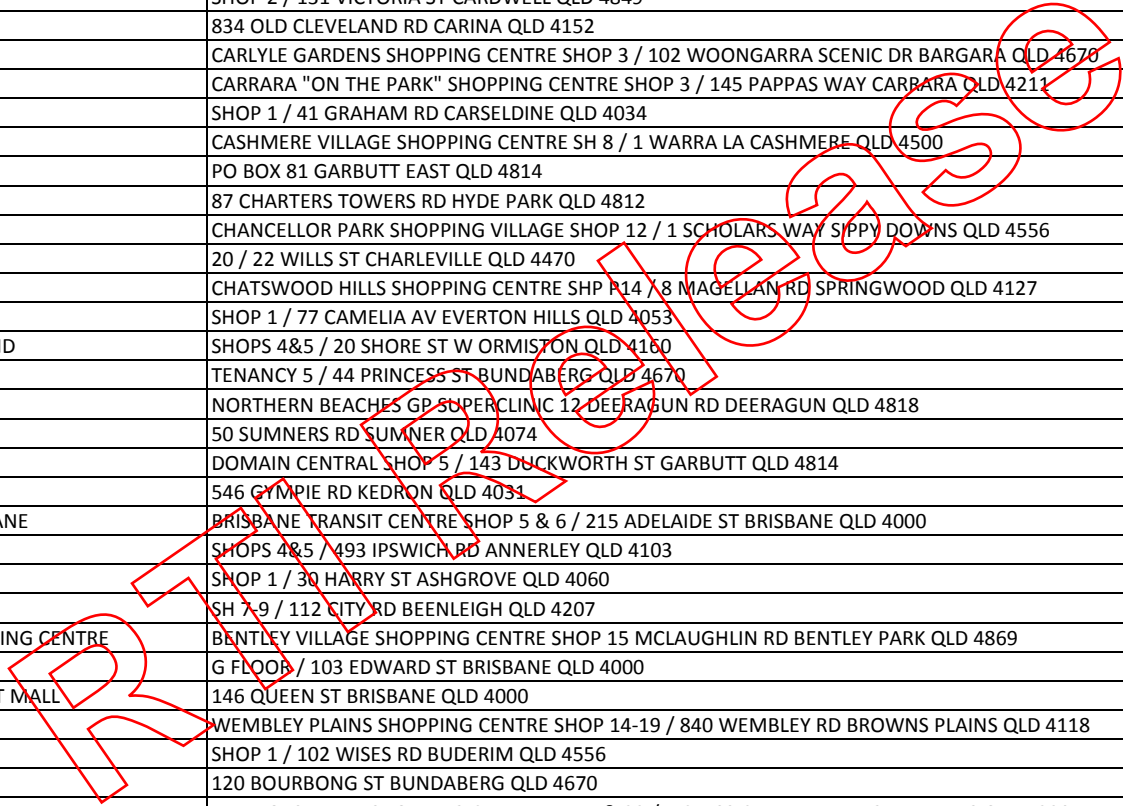 SHOP 2 / 131 VICTORIA ST CARDWELL QLD 4849
834 OLD CLEVELAND RD CARINA QLD 4152
CARLYLE GARDENS SHOPPING CENTRE SHOP 3 / 102 WOONGARRA SCENIC DR BARGARA QLD 4670
CARRARA "ON THE PARK" SHOPPING CENTRE SHOP 3 / 145 PAPPAS WAY CARRARA QLD 4211
SHOP 1 / 41 GRAHAM RD CARSELDINE QLD 4034
CASHMERE VILLAGE SHOPPING CENTRE SH 8 / 1 WARRA LA CASHMERE QLD 4500
PO BOX 81 GARBUTT EAST QLD 4814
87 CHARTERS TOWERS RD HYDE PARK QLD 4812
CHANCELLOR PARK SHOPPING VILLAGE SHOP 12 / 1 SCHOLARS WAY SIPPY DOWNS QLD 4556
20 / 22 WILLS ST CHARLEVILLE QLD 4470
CHATSWOOD HILLS SHOPPING CENTRE SHP P14 / 8 MAGELLAN RD SPRINGWOOD QLD 4127
SHOP 1 / 77 CAMELIA AV EVERTON HILLS QLD 4053
ND SHOPS 4&5 / 20 SHORE ST W ORMISTON QLD 4160
TENANCY 5 / 44 PRINCESS ST BUNDABERG QLD 4670
NORTHERN BEACHES GP SUPERCLINIC 12 DEERAGUN RD DEERAGUN QLD 4818
50 SUMNERS RD SUMNER QLD 4074
DOMAIN CENTRAL SHOP 5 / 143 DUCKWORTH ST GARBUTT QLD 4814
546 GYMPIE RD KEDRON QLD 4031
ANE BRISBANE TRANSIT CENTRE SHOP 5 & 6 / 215 ADELAIDE ST BRISBANE QLD 4000
SHOPS 4&5 / 493 IPSWICH RD ANNERLEY QLD 4103
SHOP 1 / 30 HARRY ST ASHGROVE QLD 4060
SH 7-9 / 112 CITY RD BEENLEIGH QLD 4207
ING CENTRE BENTLEY VILLAGE SHOPPING CENTRE SHOP 15 MCLAUGHLIN RD BENTLEY PARK QLD 4869
G FLOOR / 103 EDWARD ST BRISBANE QLD 4000
T MALL 146 QUEEN ST BRISBANE QLD 4000
WEMBLEY PLAINS SHOPPING CENTRE SHOP 14-19 / 840 WEMBLEY RD BROWNS PLAINS QLD 4118
SHOP 1 / 102 WISES RD BUDERIM QLD 4556
120 BOURBONG ST BUNDABERG QLD 4670
RTI Release